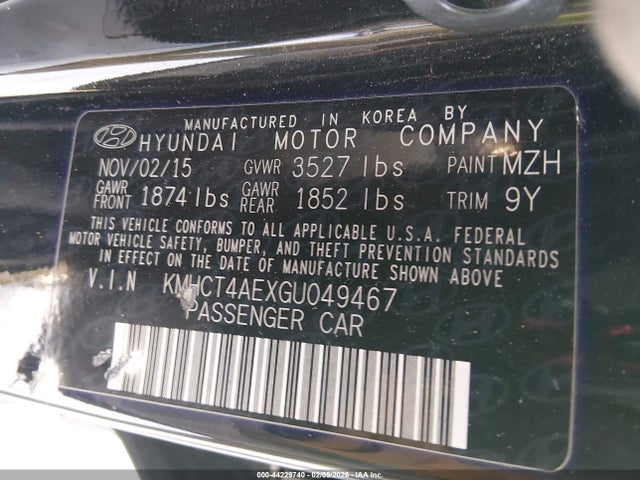 MANUFACTURED IN KOREA BY
HYUNDAI MOTOR COMPANY
NOV/02/15 GVWR 3527 lbs PAINT MZH
GAWR FRONT 1874 lbs GAWR REAR 1852 lbs TRIM 9Y
THIS VEHICLE CONFORMS TO ALL APPLICABLE U.S.A. FEDERAL
MOTOR VEHICLE SAFETY, BUMPER, AND THEFT PREVENTION STANDARDS
IN EFFECT ON THE DATE OF MANUFACTURE SHOWN ABOVE
V.I.N KMHCT4AEXGU049467
PASSENGER CAR
000-44229740 - 02/09/2026 - 00052347